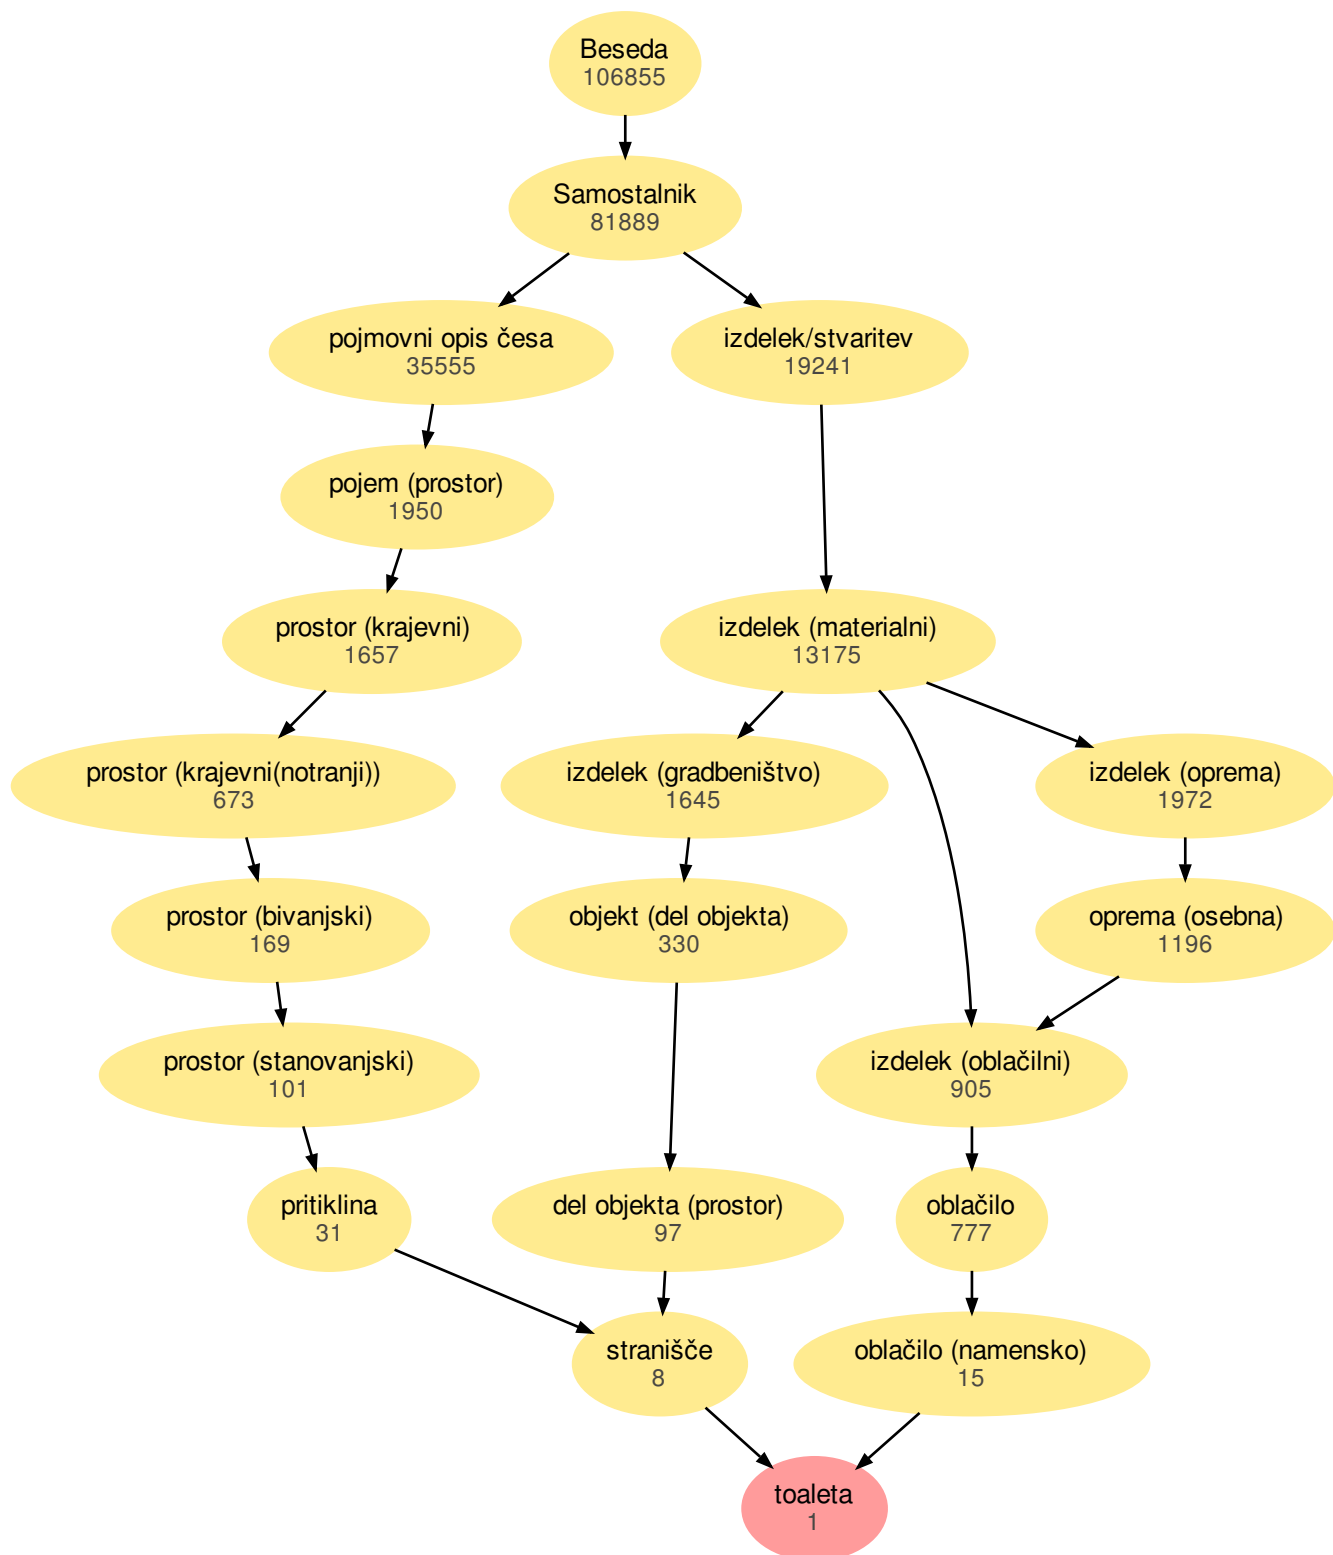 Beseda
106855
Samostalnik
81889
pojmovni opis česa
35555
izdelek/stvaritev
19241
pojem (prostor)
1950
prostor (krajevni)
1657
izdelek (materialni)
13175
prostor (krajevni(notranji))
673
izdelek (gradbeništvo)
1645
izdelek (oprema)
1972
prostor (bivanjski)
169
objekt (del objekta)
330
oprema (osebna)
1196
prostor (stanovanjski)
101
izdelek (oblačilni)
905
pritiklina
31
del objekta (prostor)
97
oblačilo
777
stranišče
8
oblačilo (namensko)
15
toaleta
1